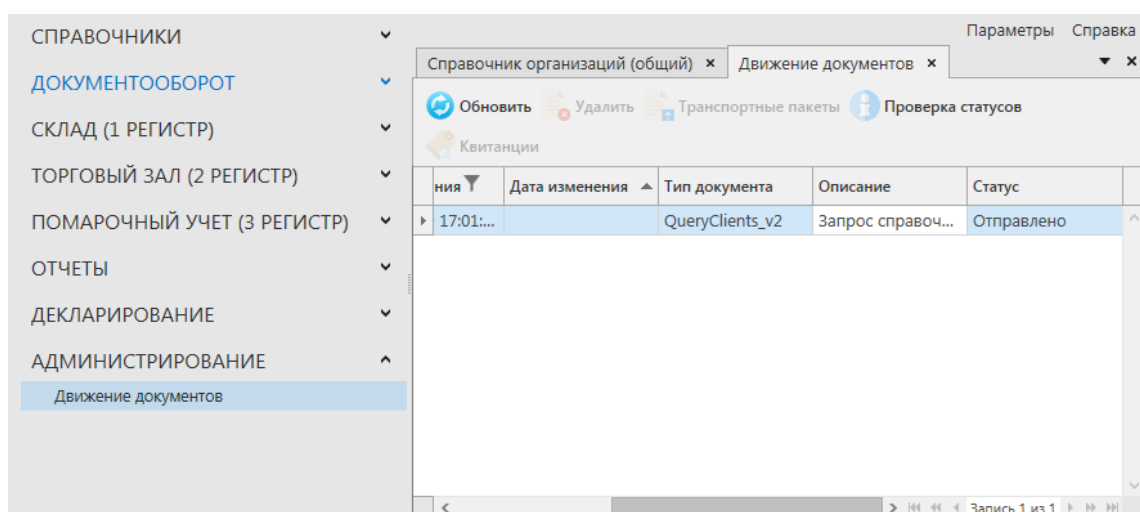 Параметры Справка
СПРАВОЧНИКИ
ДОКУМЕНТООБОРОТ
СКЛАД (1 РЕГИСТР)
ТОРГОВЫЙ ЗАЛ (2 РЕГИСТР)
ПОМАРОЧНЫЙ УЧЕТ (3 РЕГИСТР)
ОТЧЕТЫ
ДЕКЛАРИРОВАНИЕ
АДМИНИСТРИРОВАНИЕ
Движение документов
Справочник организаций (общий) Движение документов
Обновить Удалить Транспортные пакеты Проверка статусов
Квитанции
ния Дата изменения Тип документа Описание Статус
17:01:... QueryClients_v2 Запрос справоч... Отправлено
Запись 1 из 1